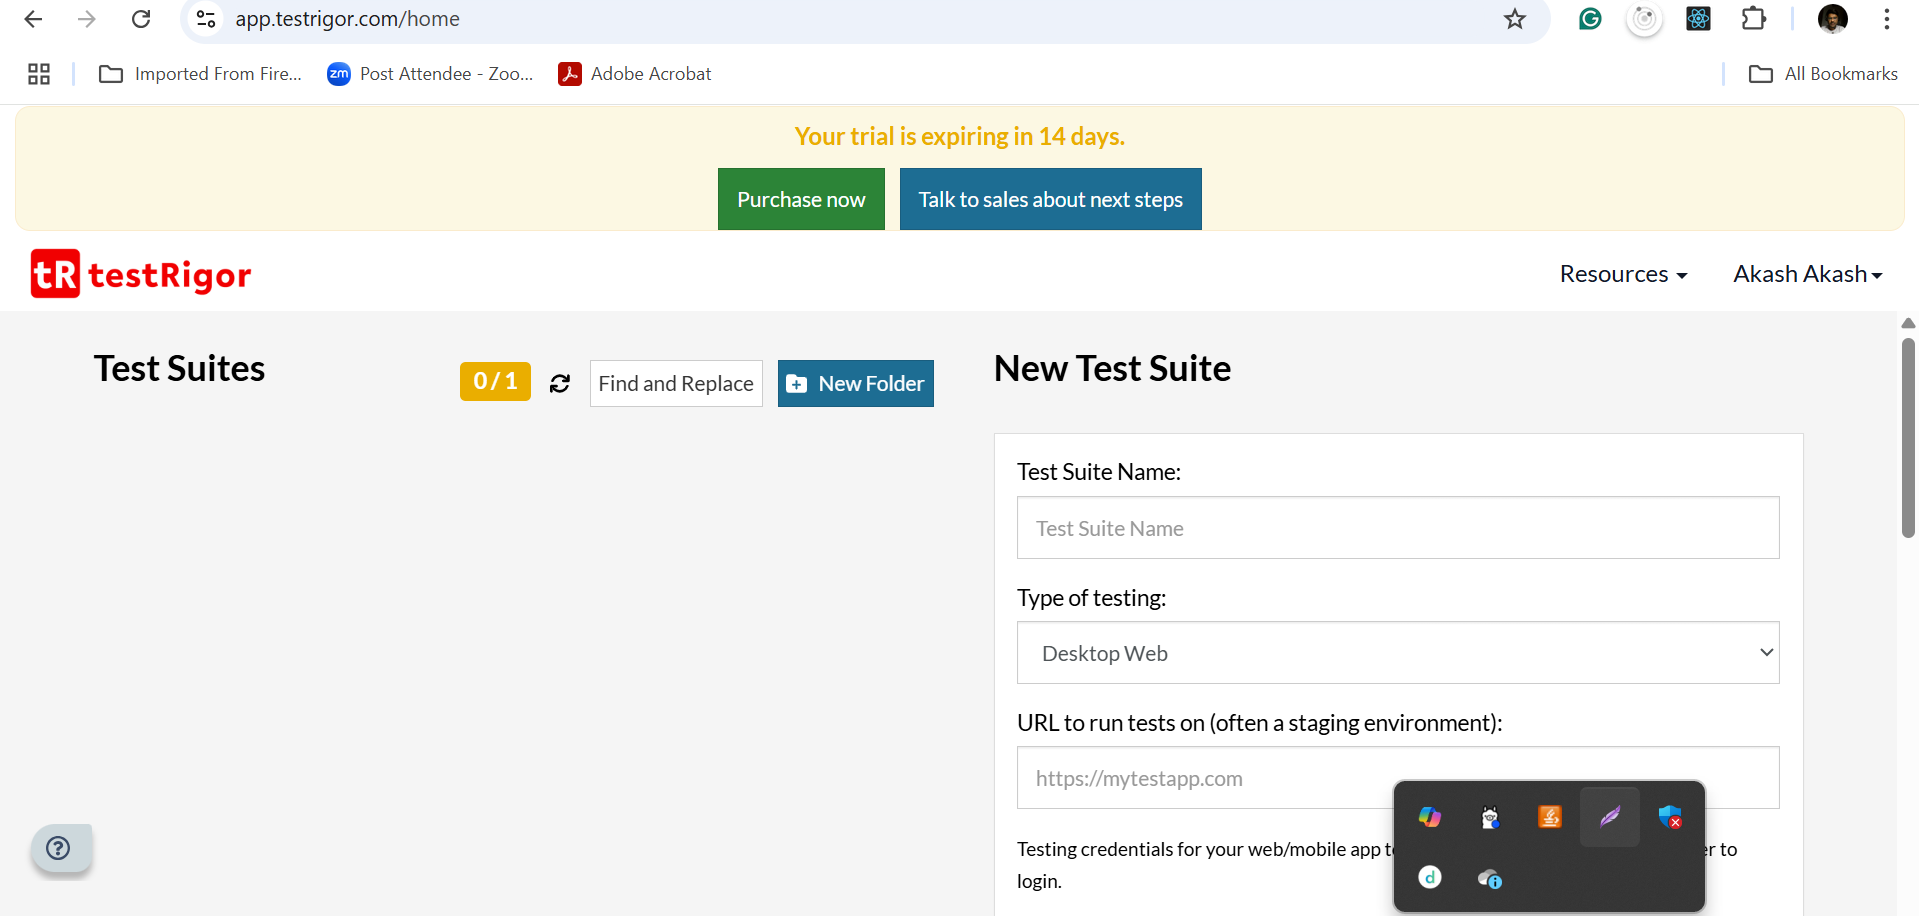 app.testrigor.com/home
Imported From Fire...
zm Post Attendee - Zoo...
Adobe Acrobat
All Bookmarks
Your trial is expiring in 14 days.
Purchase now
Talk to sales about next steps
tR testRigor
Resources
Akash Akash
Test Suites
0 / 1
Find and Replace
New Folder
New Test Suite
Test Suite Name:
Test Suite Name
Type of testing:
Desktop Web
URL to run tests on (often a staging environment):
https://mytestapp.com
Testing credentials for your web/mobile app to
login.